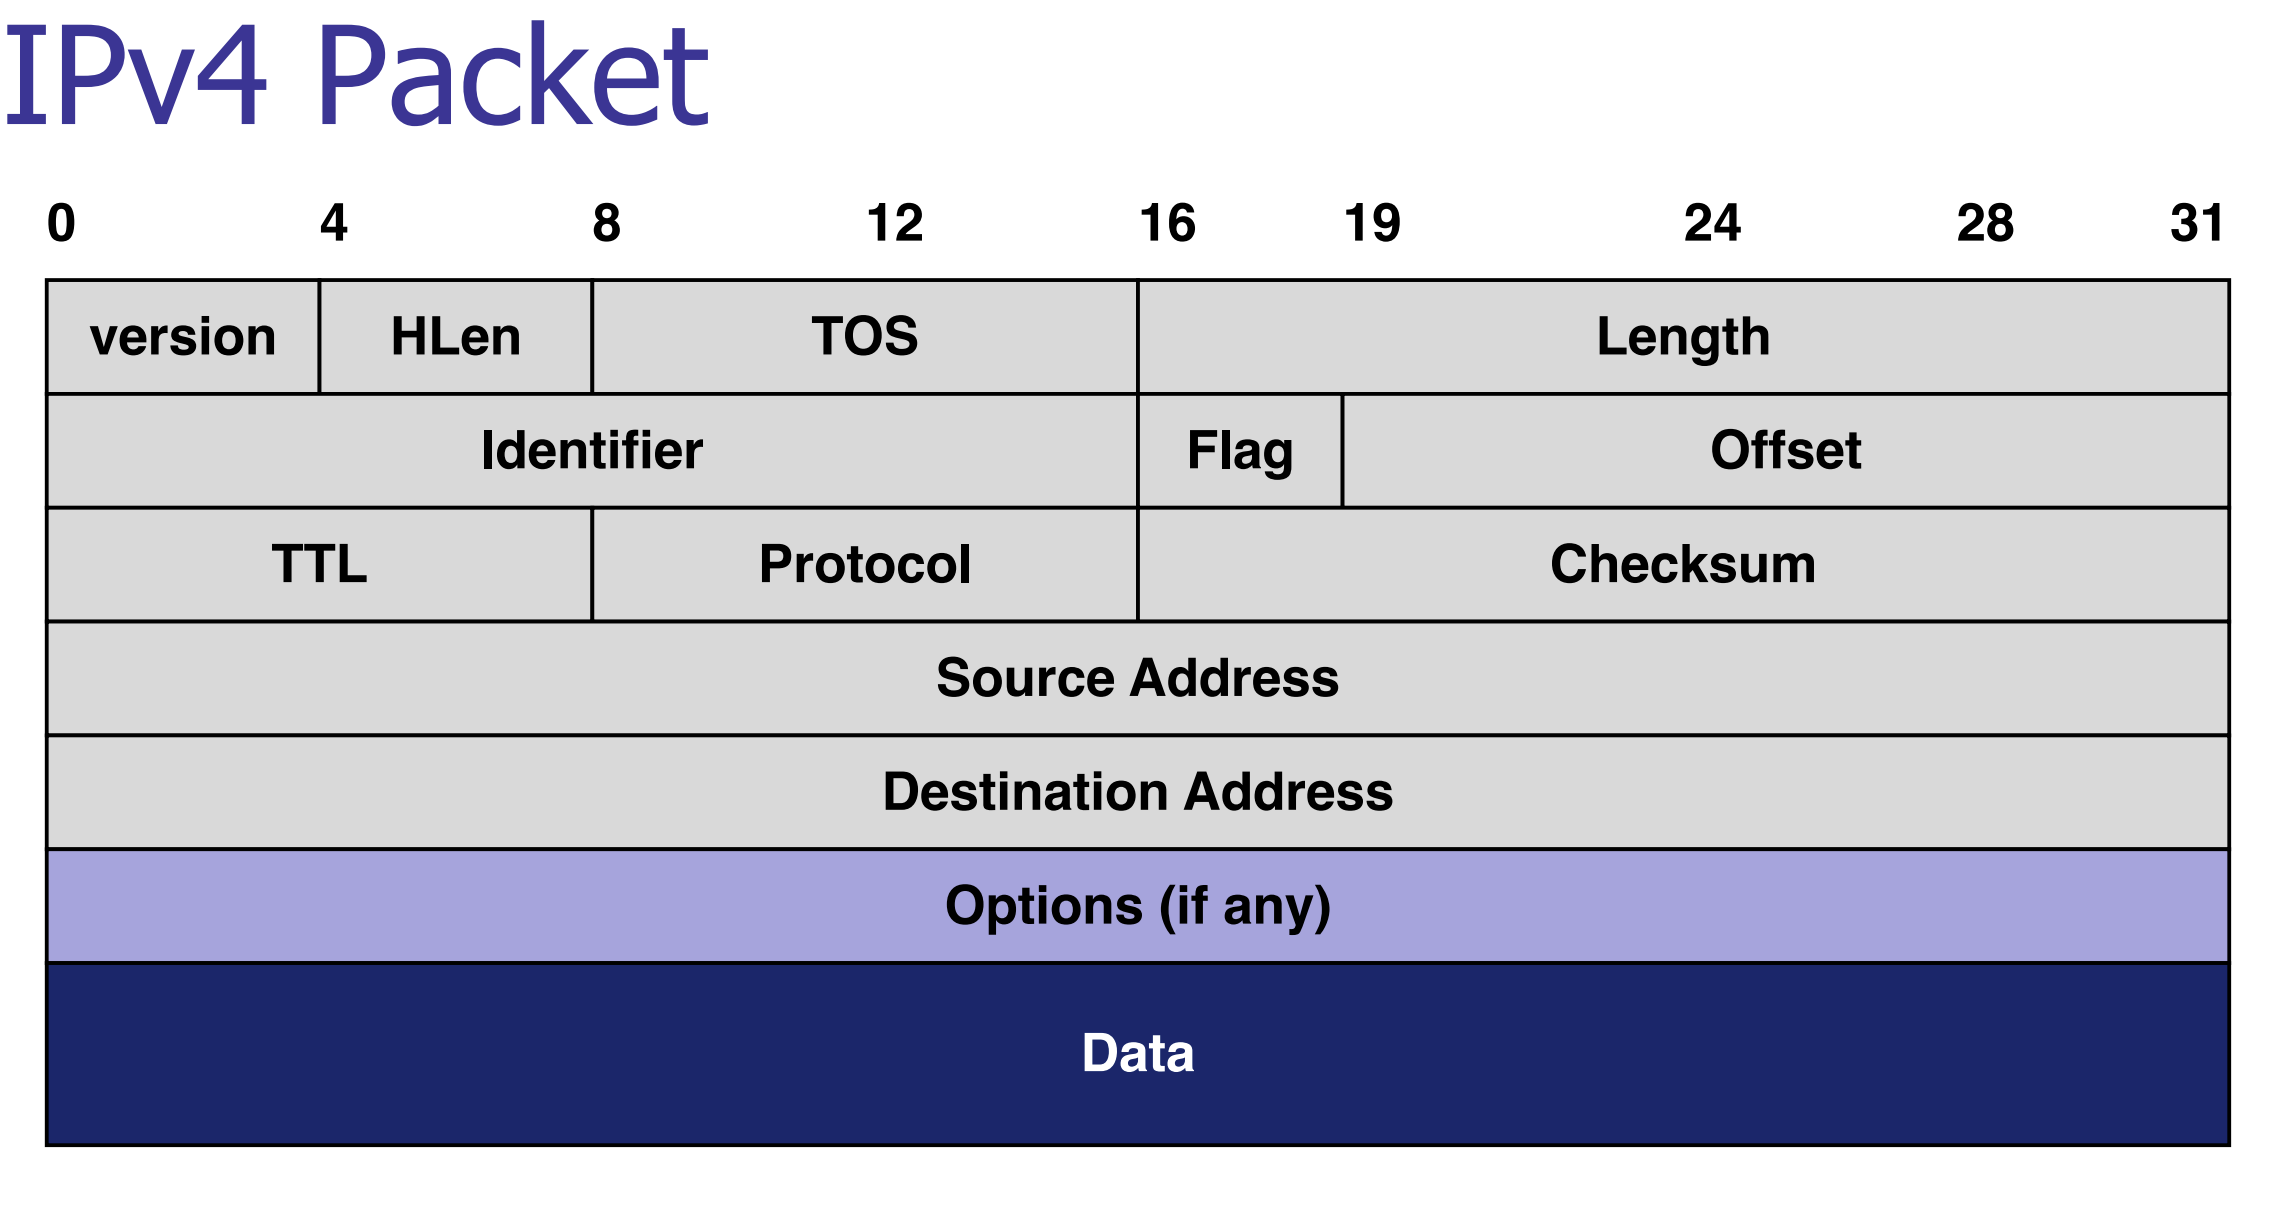 IPv4 Packet
0 4 8 12 16 19 24 28 31
version HLen TOS Length
Identifier Flag Offset
TTL Protocol Checksum
Source Address
Destination Address
Options (if any)
Data